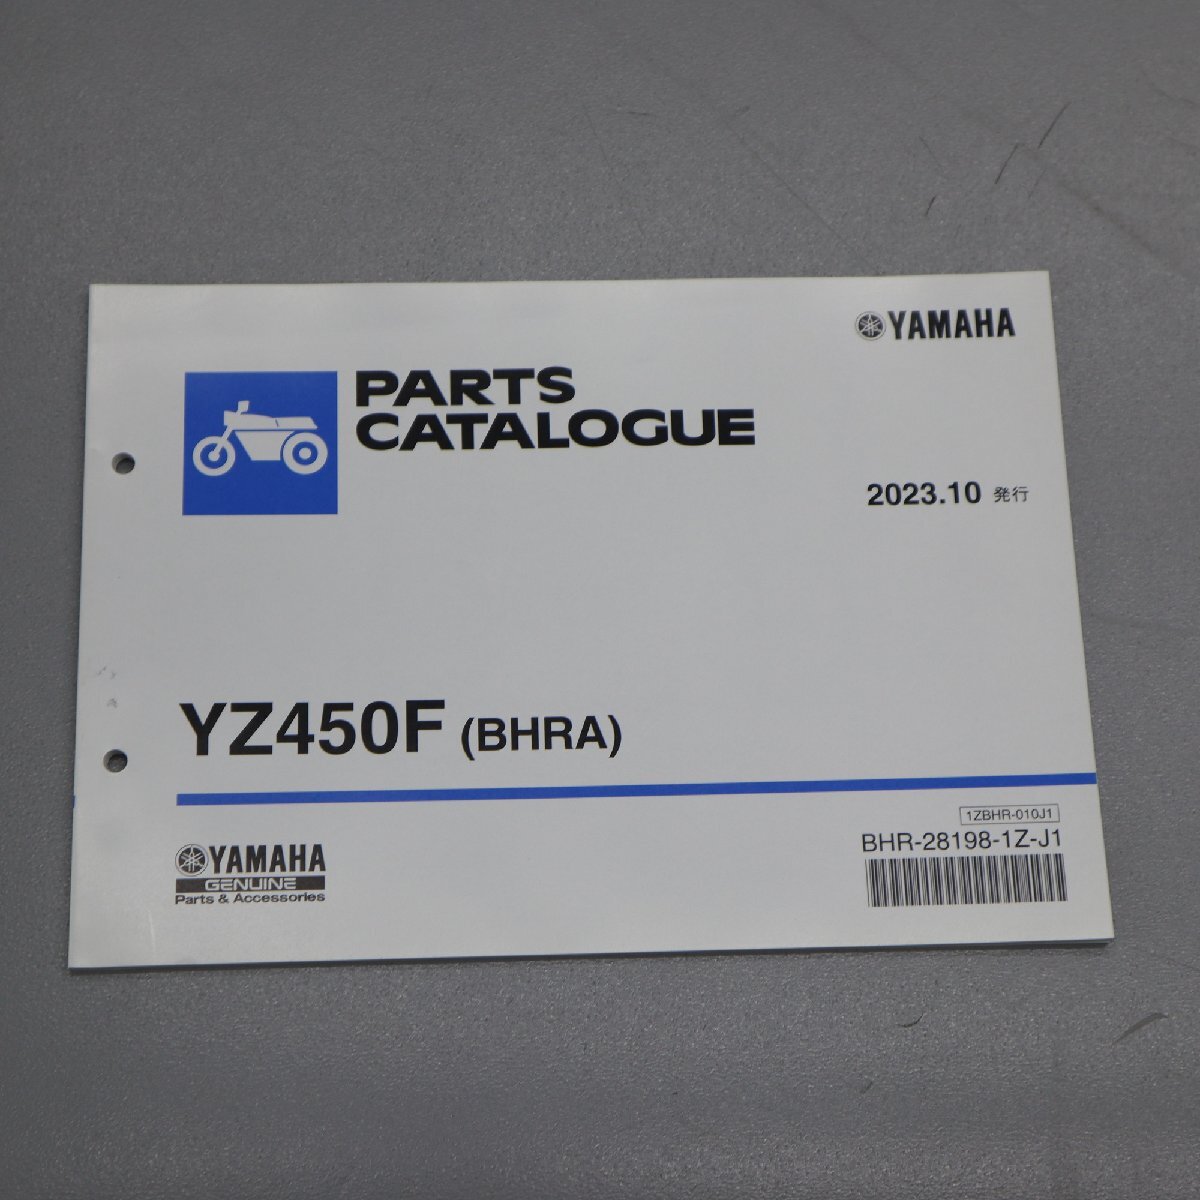 YAMAHA
PARTS
CATALOGUE
2023.10 発行
YZ450F (BHRA)
1ZBHR-010J1
BHR-28198-1Z-J1
YAMAHA
GENUINE
Parts & Accessories